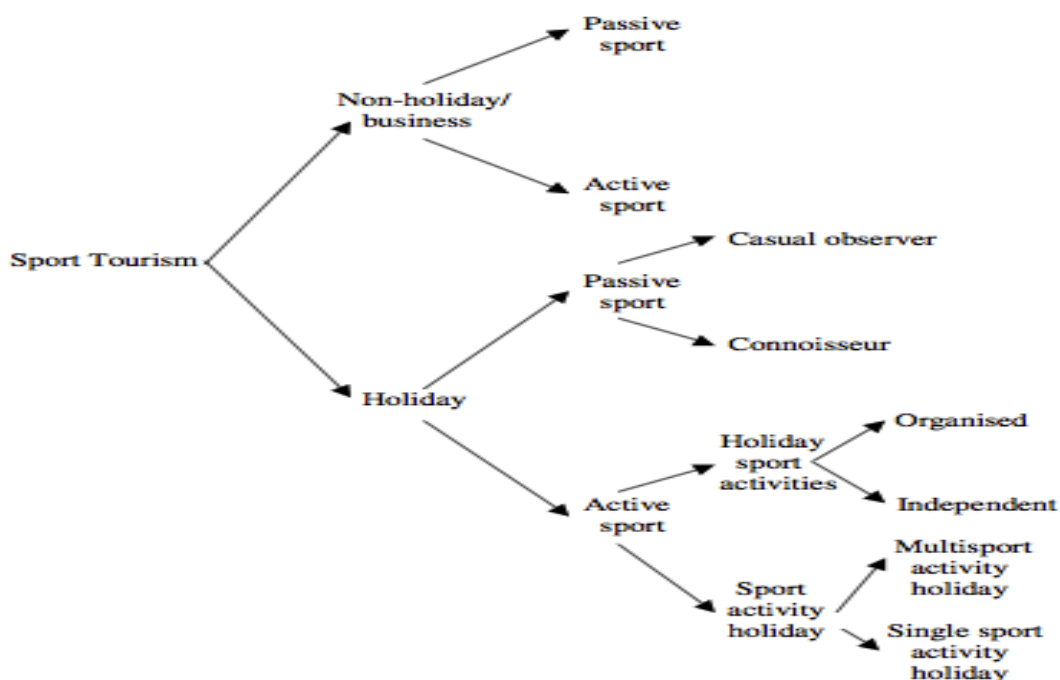 Passive
sport
Non-holiday/
business
Active
sport
Casual observer
Sport Tourism
Passive
sport
Connoisseur
Holiday
Organised
Holiday
sport
activities
Active
sport
Independent
Multisport
activity
holiday
Sport
activity
holiday
Single sport
activity
holiday